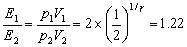 E₁/E₂ = p₁V₁/p₂V₂ = 2 × (1/2)^(1/r) = 1.22